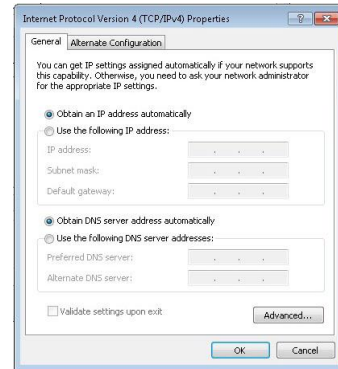 Internet Protocol Version 4 (TCP/IPv4) Properties
General Alternate Configuration
You can get IP settings assigned automatically if your network supports
this capability. Otherwise, you need to ask your network administrator
for the appropriate IP settings.
Obtain an IP address automatically
Use the following IP address:
IP address:
Subnet mask:
Default gateway:
Obtain DNS server address automatically
Use the following DNS server addresses:
Preferred DNS server:
Alternate DNS server:
Validate settings upon exit
Advanced...
OK Cancel